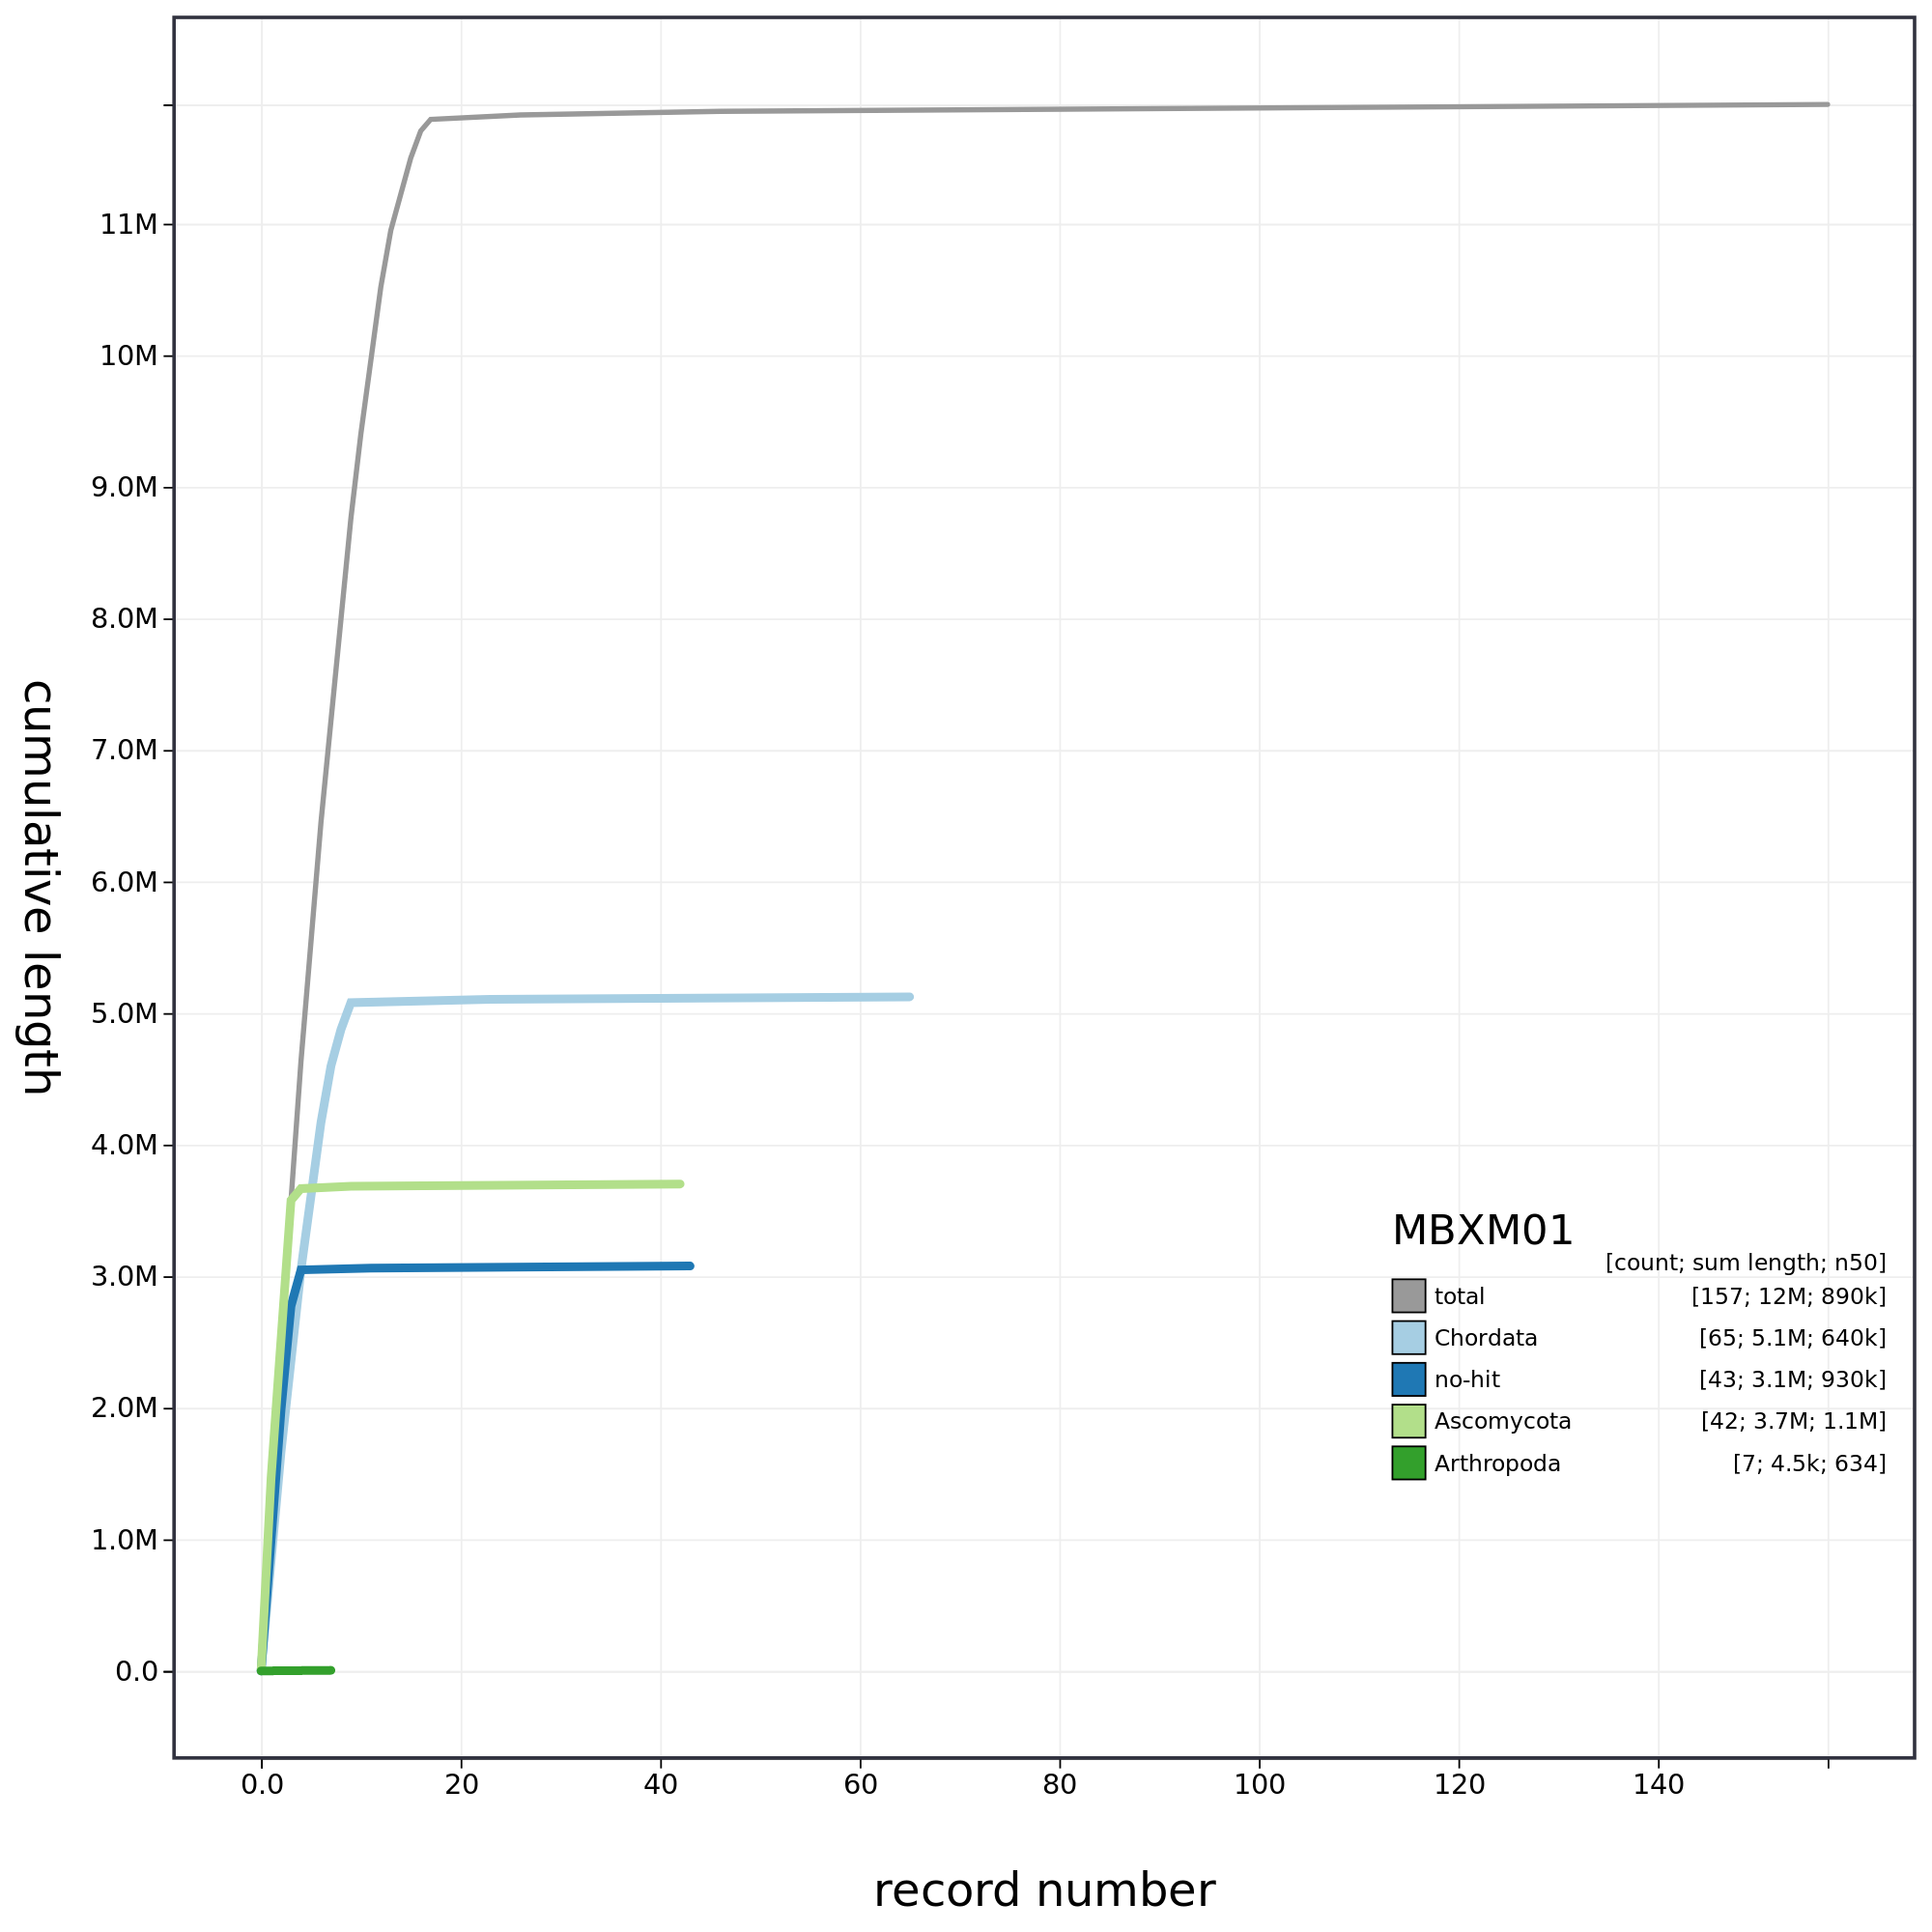 cumulative length
11M
10M
9.0M
8.0M
7.0M
6.0M
5.0M
4.0M
3.0M
2.0M
1.0M
0.0
MBXM01
[count; sum length; n50]
total [157; 12M; 890k]
Chordata [65; 5.1M; 640k]
no-hit [43; 3.1M; 930k]
Ascomycota [42; 3.7M; 1.1M]
Arthropoda [7; 4.5k; 634]
0.0 20 40 60 80 100 120 140
record number